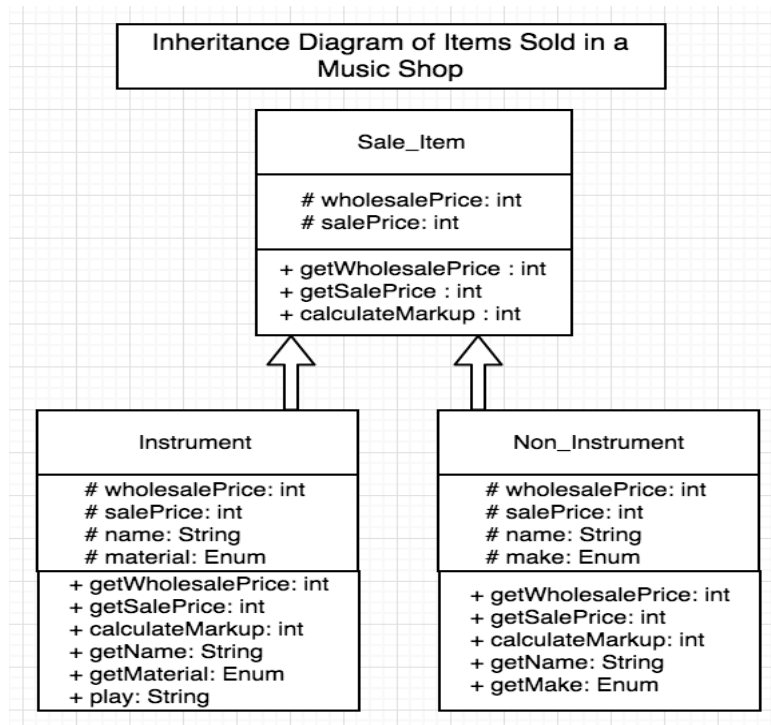 Inheritance Diagram of Items Sold in a
Music Shop
Sale_Item
# wholesalePrice: int
# salePrice: int
+ getWholesalePrice : int
+ getSalePrice : int
+ calculateMarkup : int
Instrument
# wholesalePrice: int
# salePrice: int
# name: String
# material: Enum
+ getWholesalePrice: int
+ getSalePrice: int
+ calculateMarkup: int
+ getName: String
+ getMaterial: Enum
+ play: String
Non_Instrument
# wholesalePrice: int
# salePrice: int
# name: String
# make: Enum
+ getWholesalePrice: int
+ getSalePrice: int
+ calculateMarkup: int
+ getName: String
+ getMake: Enum